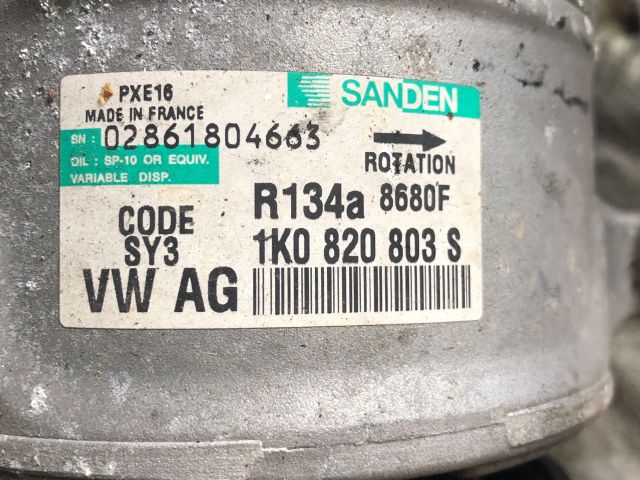 PXE16
MADE IN FRANCE
SANDEN
SN: 02861804663
ROTATION
OIL: SP-10 OR EQUIV.
VARIABLE DISP.
R134a 8680F
CODE
SY3
1K0 820 803 S
VW AG